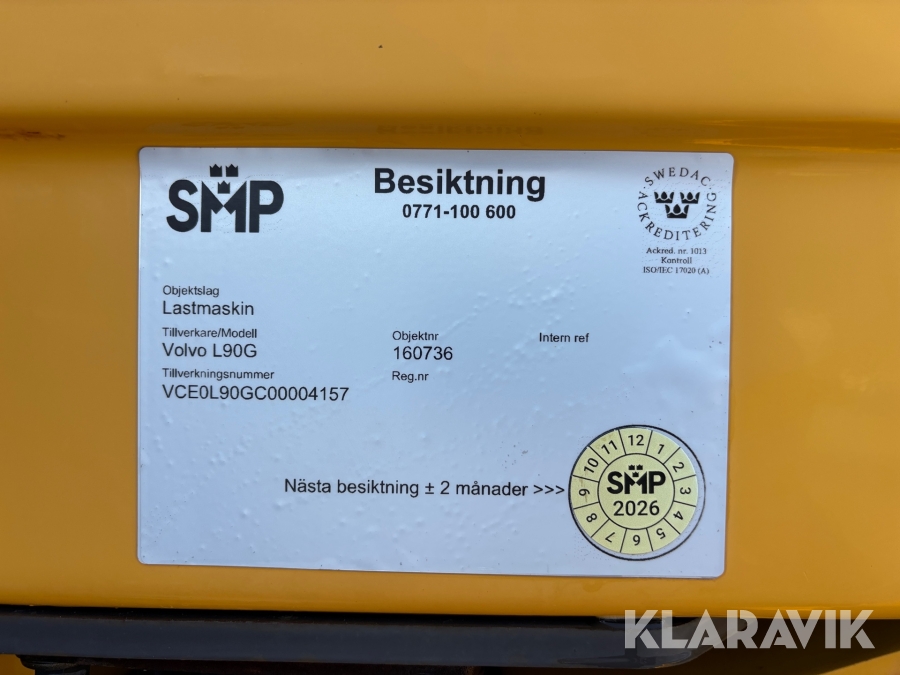 SMP
Besiktning
0771-100 600
SWEDAC
ACKREDITERING
Ackred. nr. 1013
Kontroll
ISO/IEC 17020 (A)
Objektslag
Lastmaskin
Tillverkare/Modell
Volvo L90G
Objektnr
160736
Intern ref
Tillverkningsnummer
VCE0L90GC00004157
Reg.nr
Nästa besiktning ± 2 månader >>>
12 1 2 3 4 5 6 7 8 9 10 11
SMP
2026
KLARAVIK